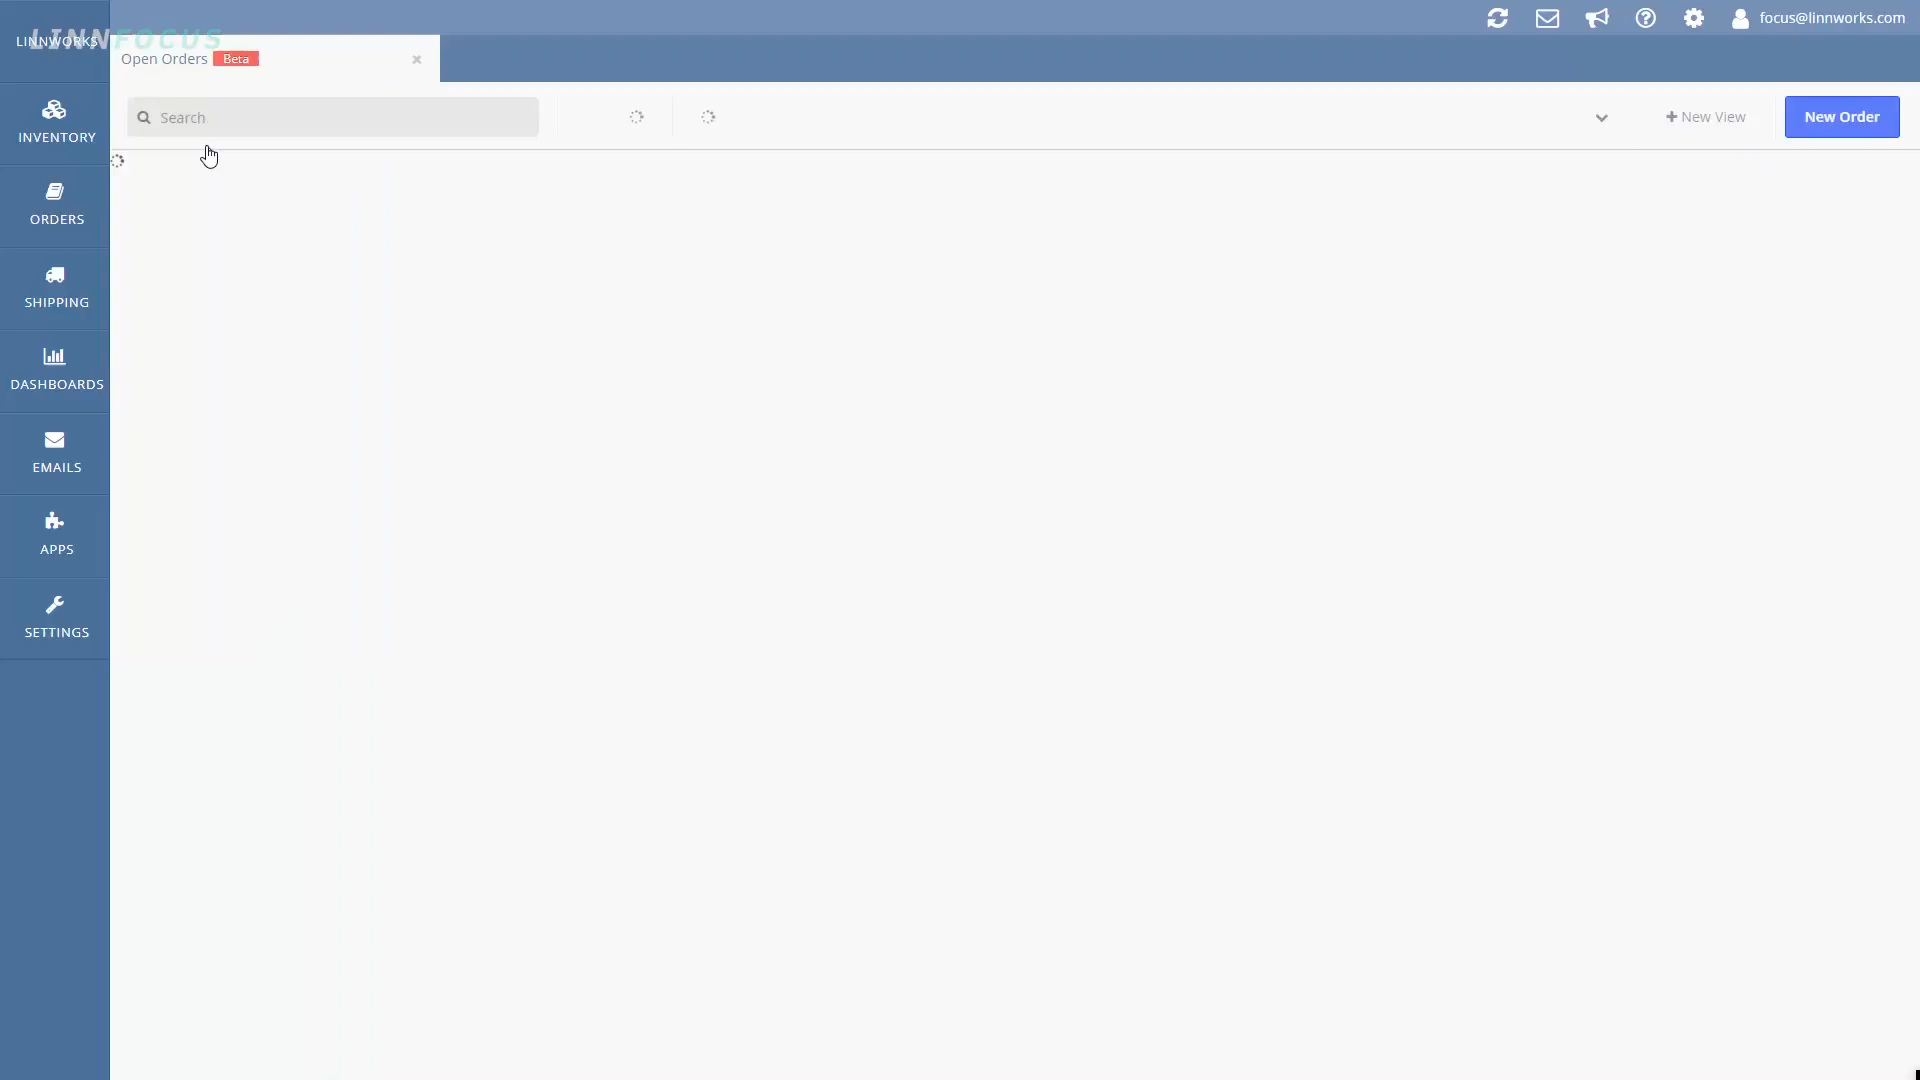 focus@linnworks.com
LINNWORKS
LINNFOCUS
Open Orders Beta
Search
New View
New Order
INVENTORY
ORDERS
SHIPPING
DASHBOARDS
EMAILS
APPS
SETTINGS